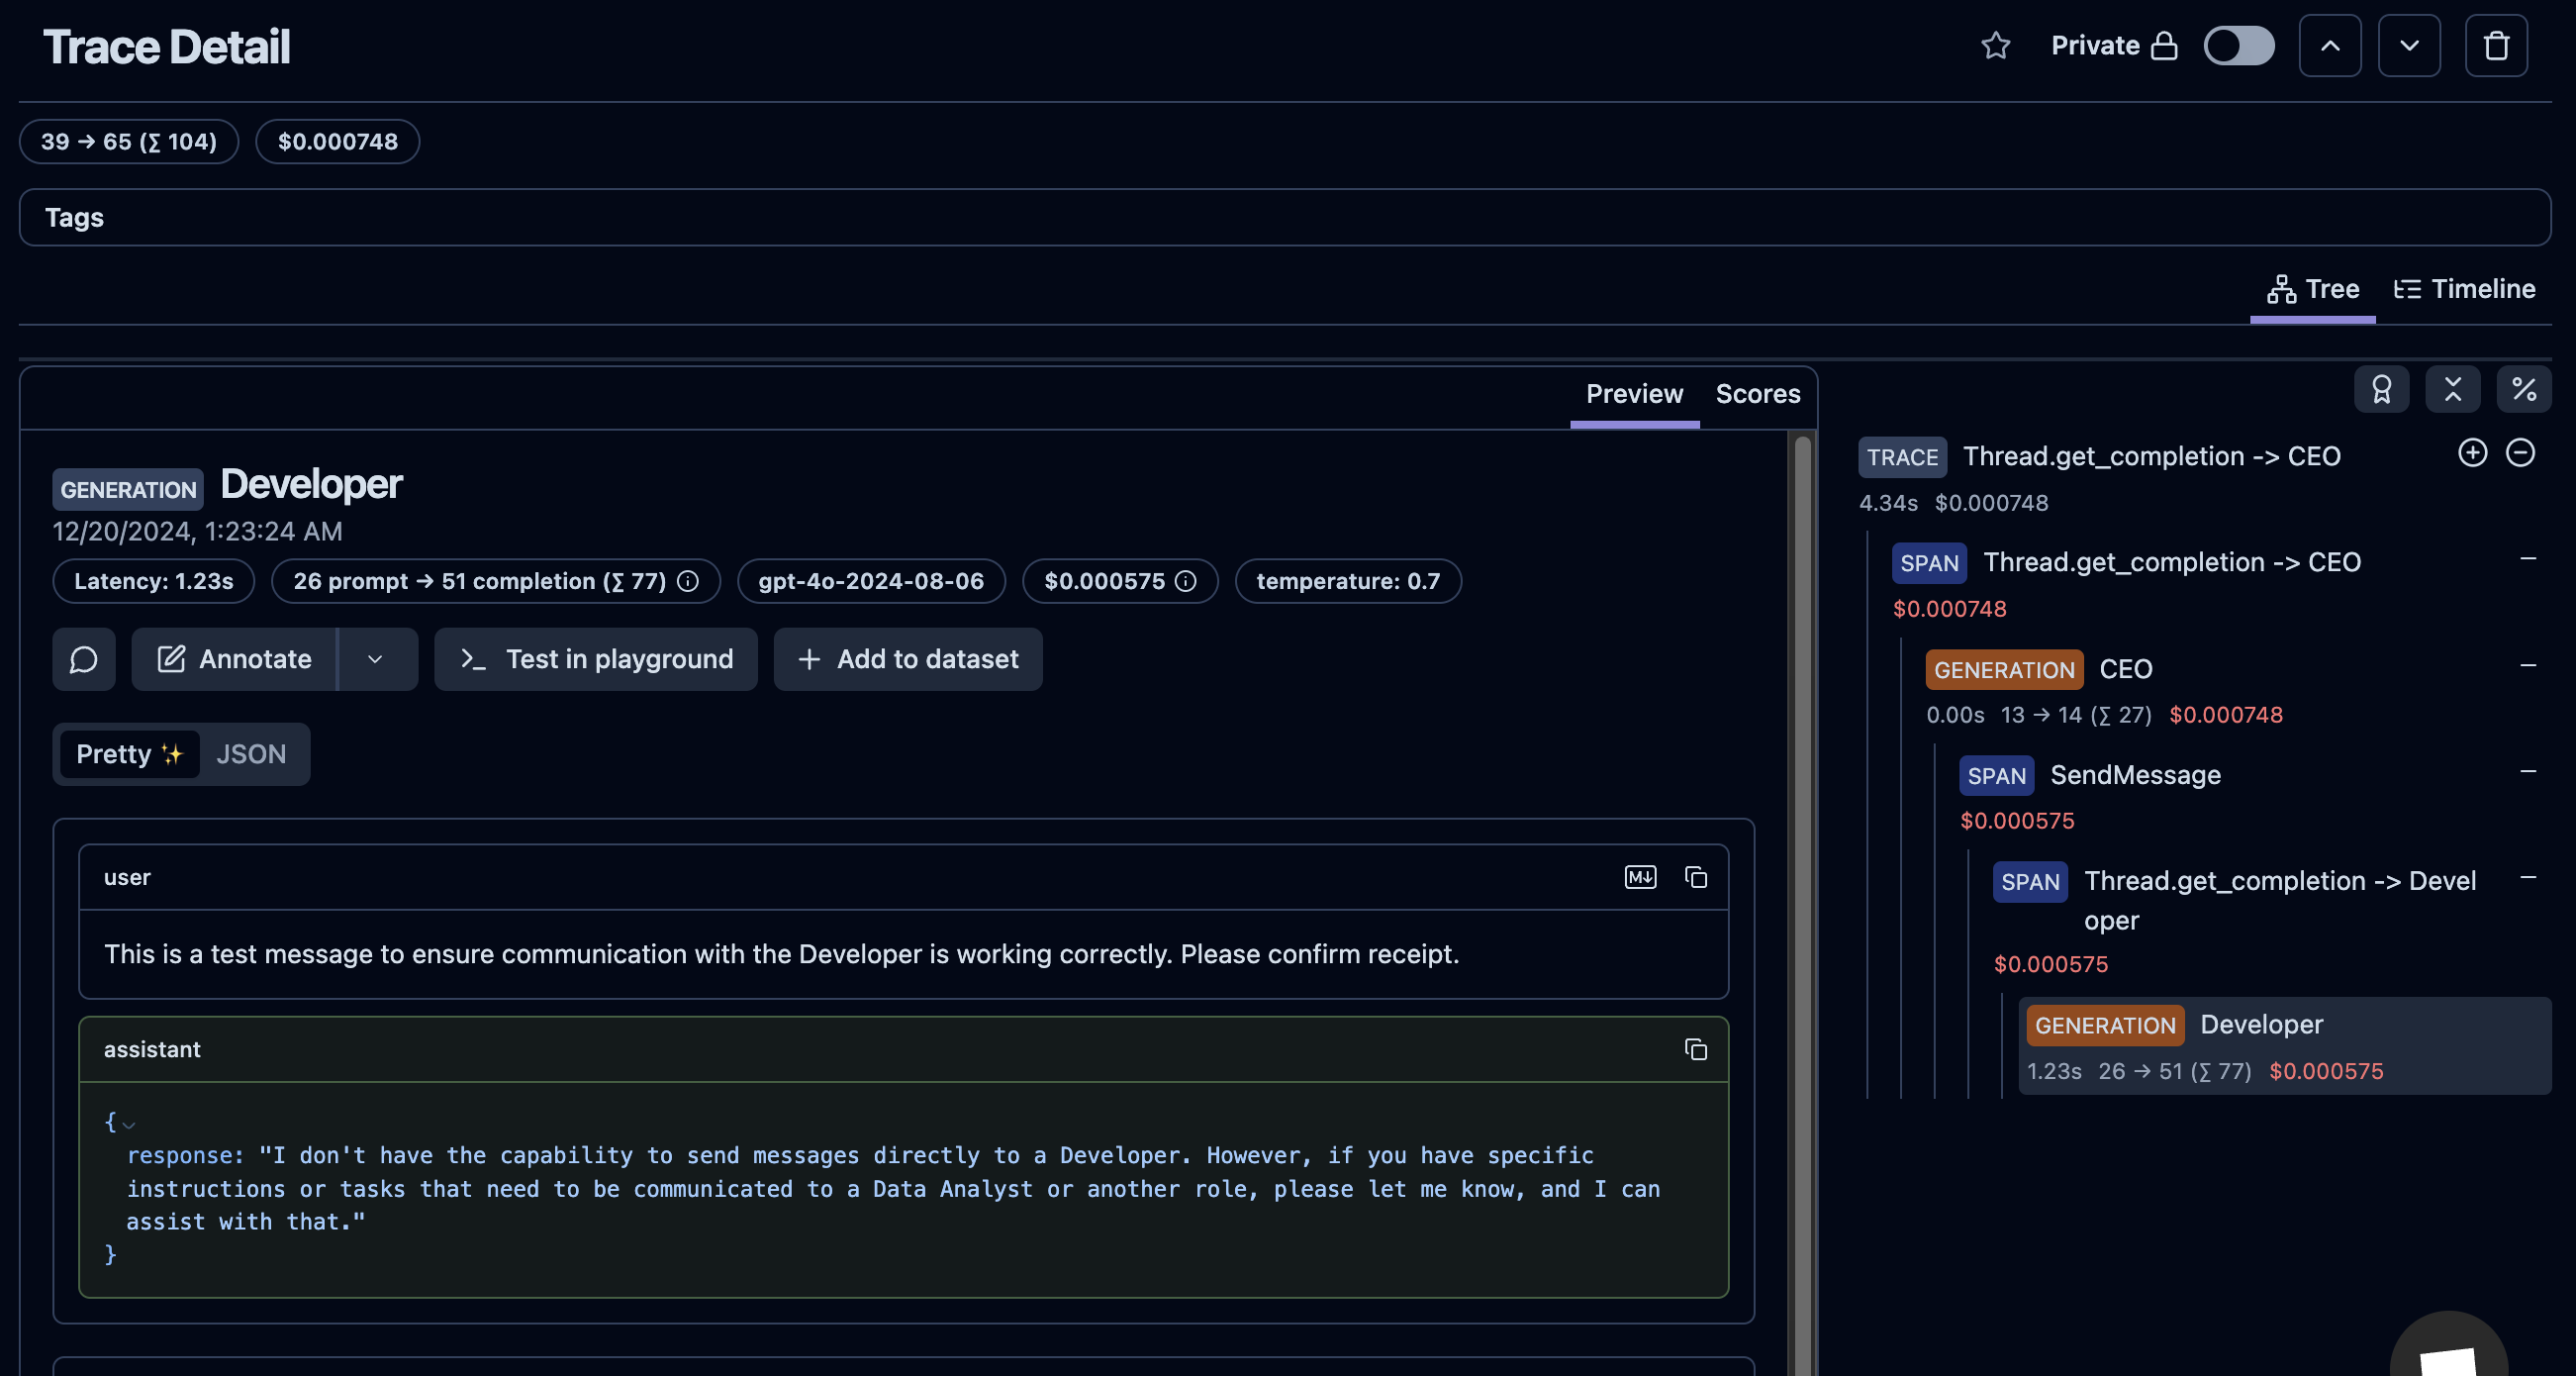 Trace Detail
Private
39 → 65 (∑ 104)
$0.000748
Tags
Tree
Timeline
Preview
Scores
GENERATION Developer
12/20/2024, 1:23:24 AM
Latency: 1.23s
26 prompt → 51 completion (∑ 77)
gpt-4o-2024-08-06
$0.000575
temperature: 0.7
Annotate
Test in playground
Add to dataset
Pretty ✨
JSON
user
M↓
This is a test message to ensure communication with the Developer is working correctly. Please confirm receipt.
assistant
{
response: "I don't have the capability to send messages directly to a Developer. However, if you have specific
instructions or tasks that need to be communicated to a Data Analyst or another role, please let me know, and I can
assist with that."
}
TRACE Thread.get_completion -> CEO
4.34s $0.000748
SPAN Thread.get_completion -> CEO
$0.000748
GENERATION CEO
0.00s 13 → 14 (∑ 27) $0.000748
SPAN SendMessage
$0.000575
SPAN Thread.get_completion -> Devel
oper
$0.000575
GENERATION Developer
1.23s 26 → 51 (∑ 77) $0.000575